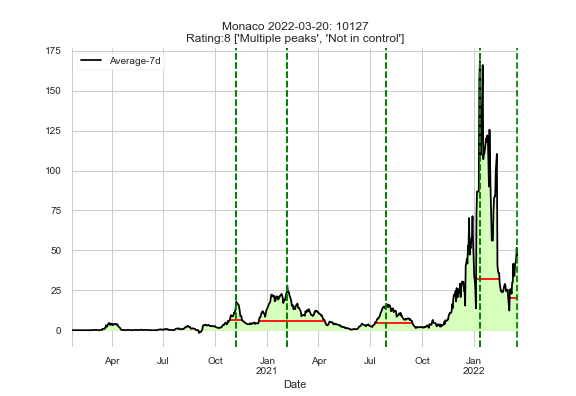 Monaco 2022-03-20: 10127
Rating:8 ['Multiple peaks', 'Not in control']
175
150
125
100
75
50
25
0
Average-7d
Apr
Jul
Oct
Jan
2021
Apr
Jul
Oct
Jan
2022
Date